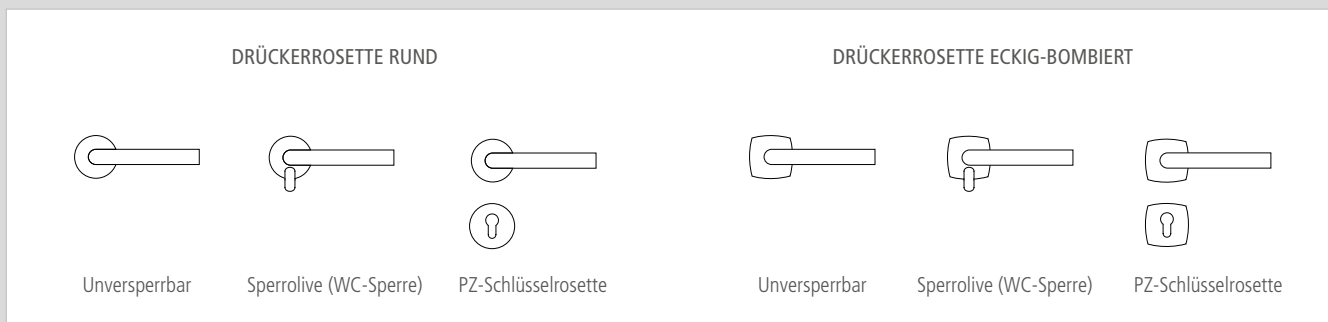 DRÜCKERROSETTE RUND
Unversperrbar
Sperrolive (WC-Sperre)
PZ-Schlüsselrosette
DRÜCKERROSETTE ECKIG-BOMBIERT
Unversperrbar
Sperrolive (WC-Sperre)
PZ-Schlüsselrosette